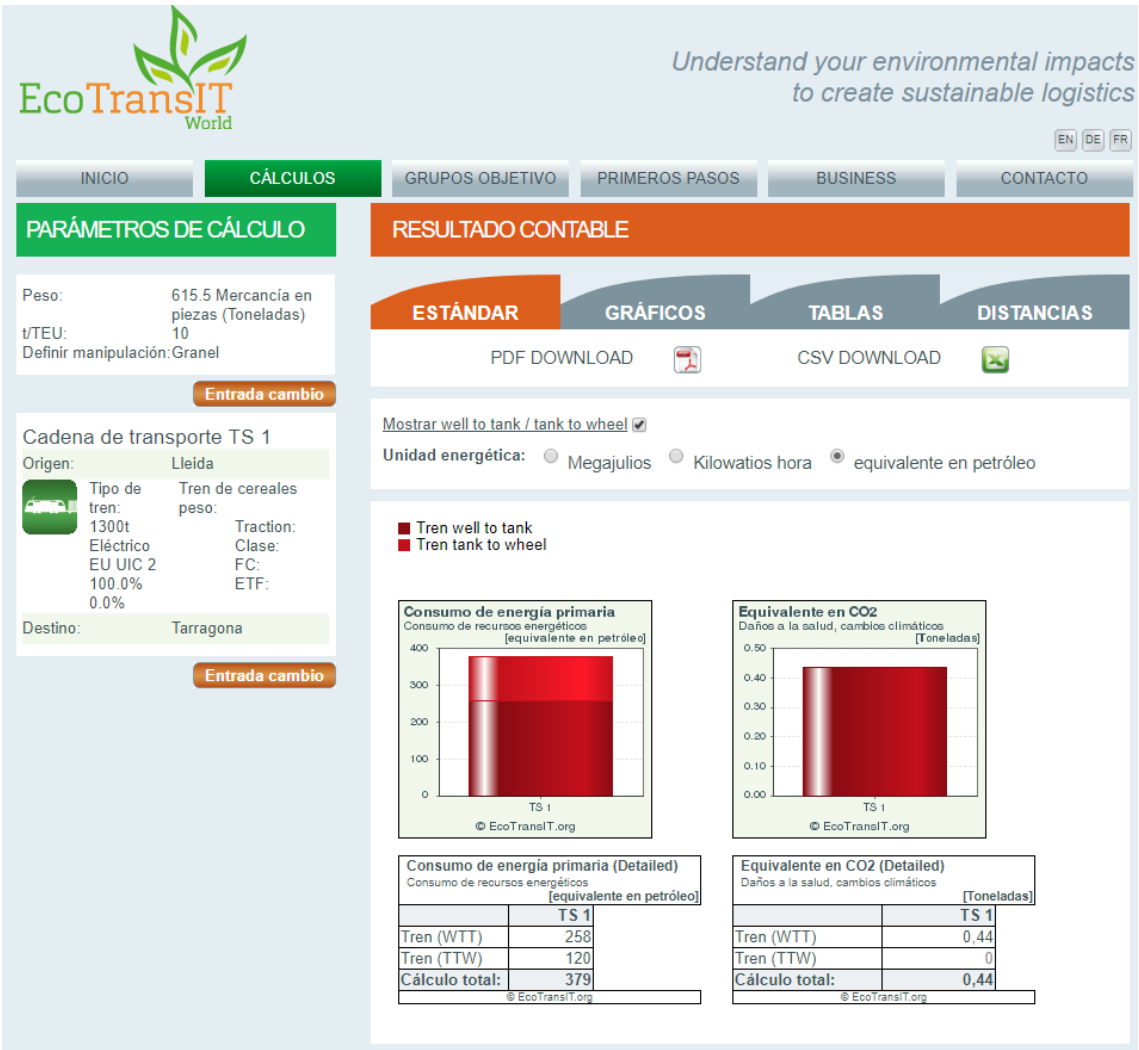 EcoTransIT
World
Understand your environmental impacts
to create sustainable logistics
EN DE FR
INICIO CÁLCULOS GRUPOS OBJETIVO PRIMEROS PASOS BUSINESS CONTACTO
PARÁMETROS DE CÁLCULO
Peso: 615.5 Mercancía en
piezas (Toneladas)
t/TEU: 10
Definir manipulación: Granel
Entrada cambio
Cadena de transporte TS 1
Origen: Lleida
Tipo de Tren de cereales
tren: peso:
1300t Traction:
Eléctrico Clase:
EU UIC 2 FC:
100.0% ETF:
0.0%
Destino: Tarragona
Entrada cambio
RESULTADO CONTABLE
ESTÁNDAR GRÁFICOS TABLAS DISTANCIAS
PDF DOWNLOAD CSV DOWNLOAD
Mostrar well to tank / tank to wheel
Unidad energética: Megajulios Kilowatios hora equivalente en petróleo
Tren well to tank
Tren tank to wheel
Consumo de energía primaria
Consumo de recursos energéticos
[equivalente en petróleo]
400
300
200
100
0
TS 1
© EcoTransIT.org
Equivalente en CO2
Daños a la salud, cambios climáticos
[Toneladas]
0.50
0.40
0.30
0.20
0.10
0.00
TS 1
© EcoTransIT.org
Consumo de energía primaria (Detailed)
Consumo de recursos energéticos
[equivalente en petróleo]
TS 1
Tren (WTT) 258
Tren (TTW) 120
Cálculo total: 379
© EcoTransIT.org
Equivalente en CO2 (Detailed)
Daños a la salud, cambios climáticos
[Toneladas]
TS 1
Tren (WTT) 0,44
Tren (TTW) 0
Cálculo total: 0,44
© EcoTransIT.org